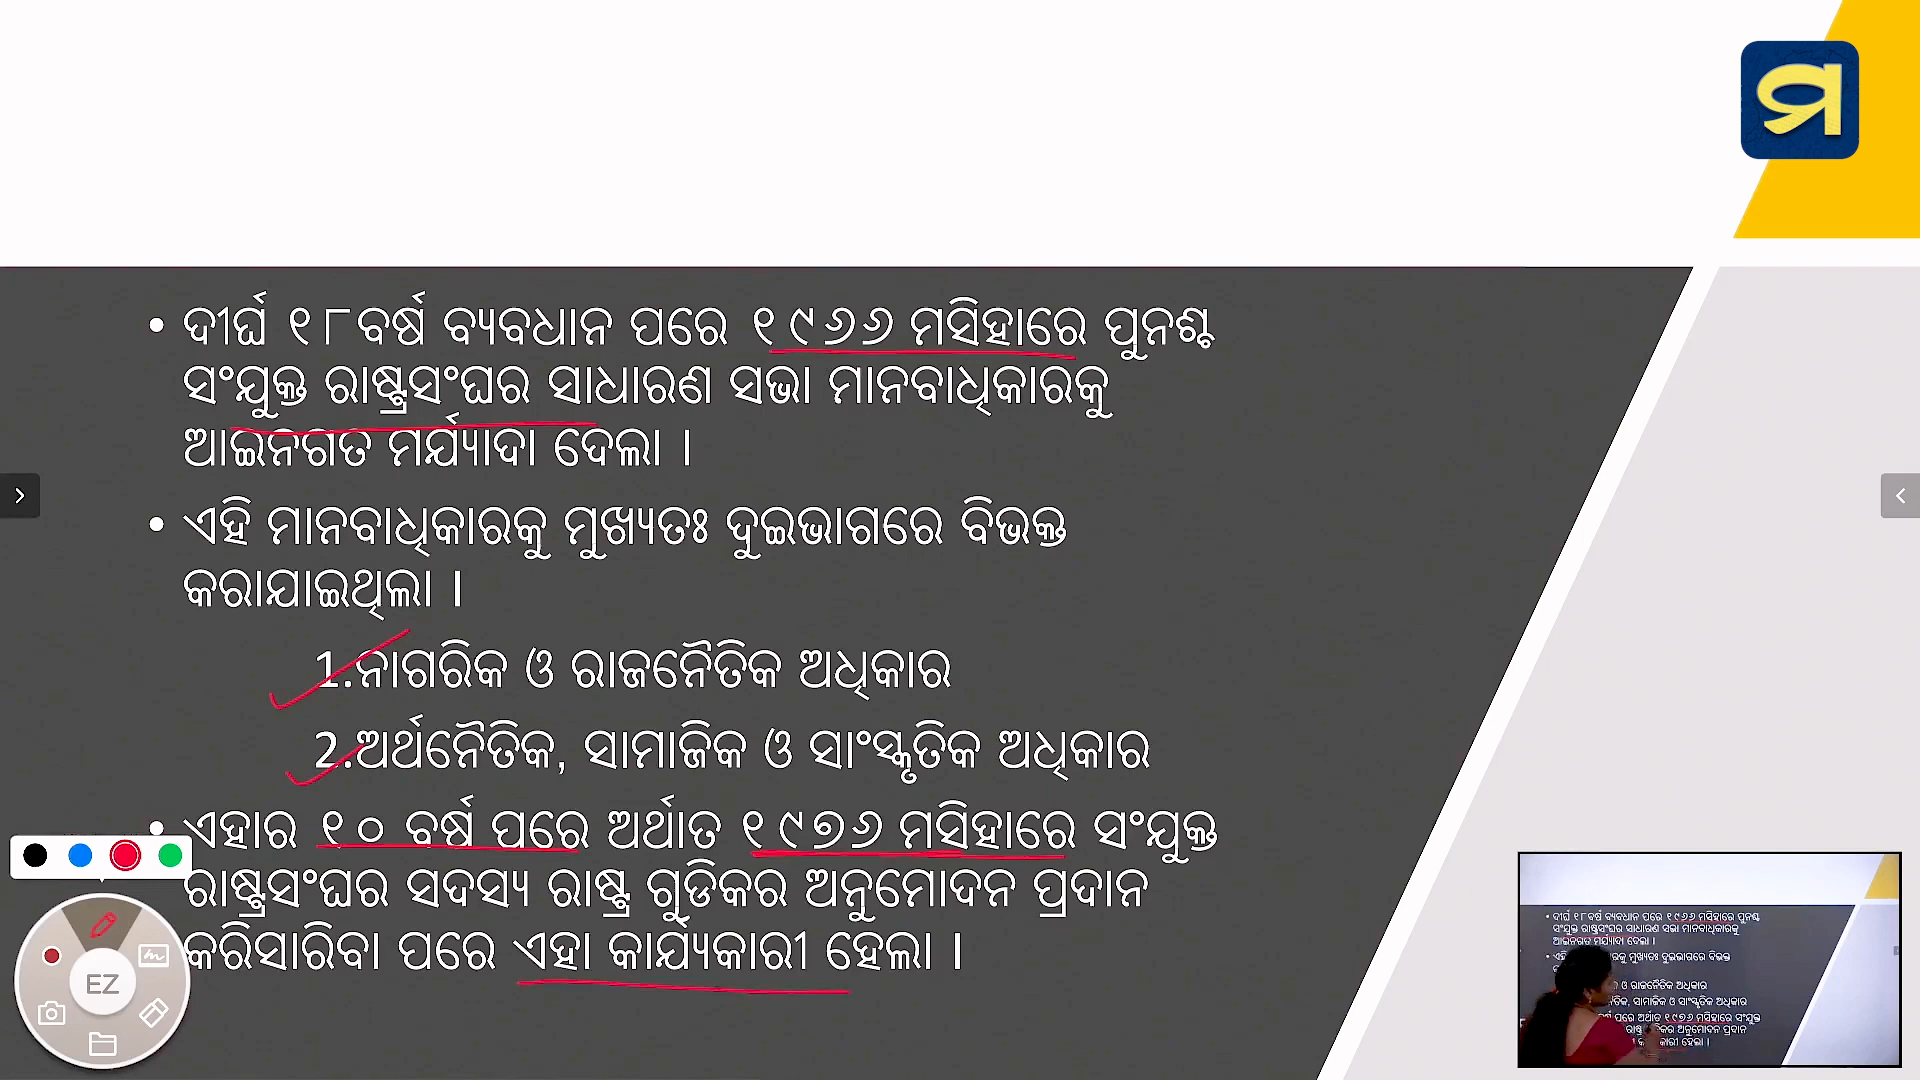 ମ
• ଦୀର୍ଘ ୧୮ବର୍ଷ ବ୍ୟବଧାନ ପରେ ୧୯୬୬ ମସିହାରେ ପୁନଶ୍ଚ
ସଂଯୁକ୍ତ ରାଷ୍ଟ୍ରସଂଘର ସାଧାରଣ ସଭା ମାନବାଧିକାରକୁ
ଆଇନଗତ ମର୍ଯ୍ୟାଦା ଦେଲା ।
• ଏହି ମାନବାଧିକାରକୁ ମୁଖ୍ୟତଃ ଦୁଇଭାଗରେ ବିଭକ୍ତ
କରାଯାଇଥିଲା ।
1.ନାଗରିକ ଓ ରାଜନୈତିକ ଅଧିକାର
2.ଅର୍ଥନୈତିକ, ସାମାଜିକ ଓ ସାଂସ୍କୃତିକ ଅଧିକାର
• ଏହାର ୧୦ ବର୍ଷ ପରେ ଅର୍ଥାତ ୧୯୭୬ ମସିହାରେ ସଂଯୁକ୍ତ
ରାଷ୍ଟ୍ରସଂଘର ସଦସ୍ୟ ରାଷ୍ଟ୍ର ଗୁଡିକର ଅନୁମୋଦନ ପ୍ରଦାନ
କରିସାରିବା ପରେ ଏହା କାର୍ଯ୍ୟକାରୀ ହେଲା ।
EZ